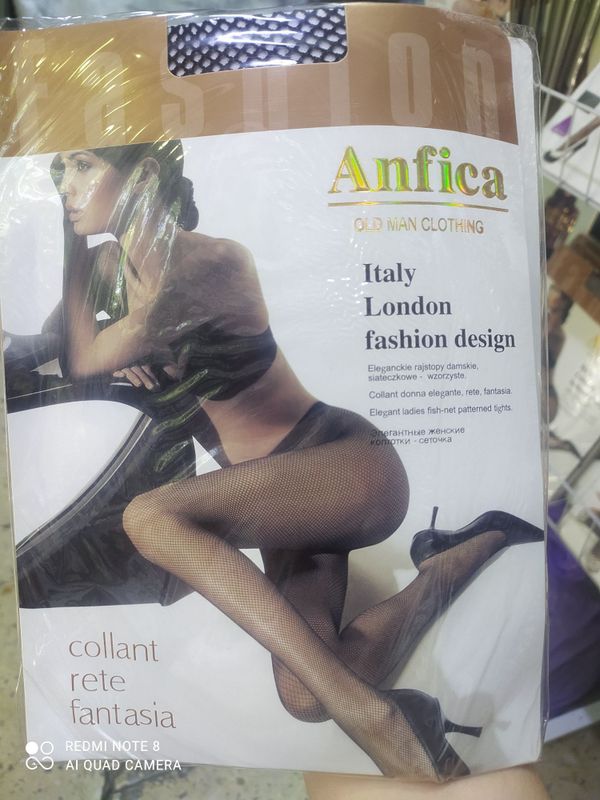 Fashion
Anfica
OLD MAN CLOTHING
Italy
London
fashion design
Eleganckie rajstopy damskie,
siateczkowe - wzorzyste.
Collant donna elegante, rete, fantasia.
Elegant ladies fish-net patterned tights.
Элегантные женские
колготки - сеточка
collant
rete
fantasia
REDMI NOTE 8
AI QUAD CAMERA